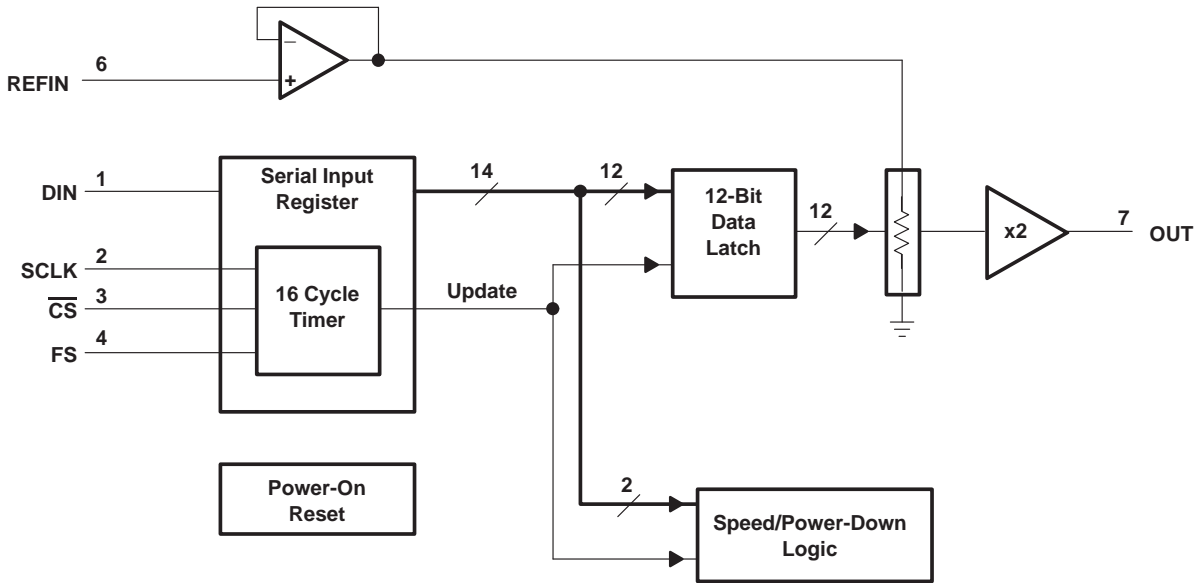 –
+
6
REFIN
1
DIN
Serial Input
Register
14
12
12-Bit
Data
Latch
12
x2
7
OUT
2
SCLK
3
C̅S̅
4
FS
16 Cycle
Timer
Update
Power-On
Reset
2
Speed/Power-Down
Logic